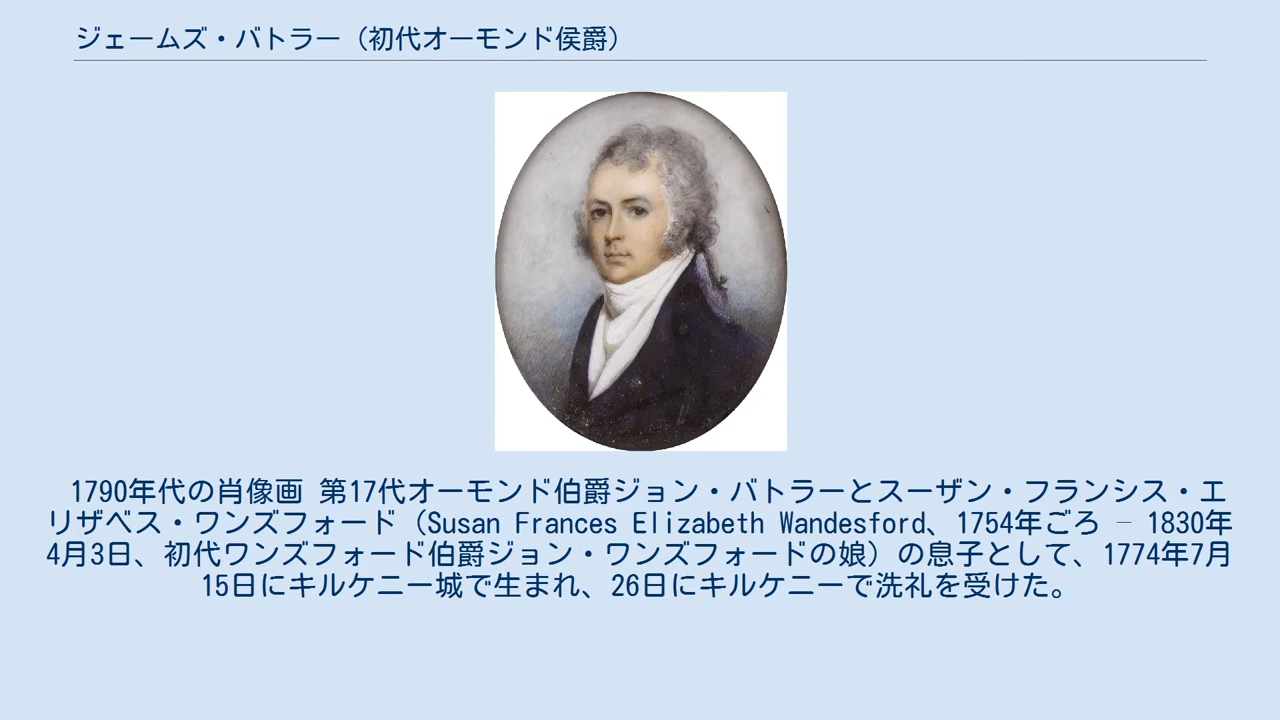 ジェームズ・バトラー（初代オーモンド侯爵）
1790年代の肖像画 第17代オーモンド伯爵ジョン・バトラーとスーザン・フランシス・エ
リザベス・ワンズフォード（Susan Frances Elizabeth Wandesford、1754年ごろ – 1830年
4月3日、初代ワンズフォード伯爵ジョン・ワンズフォードの娘）の息子として、1774年7月
15日にキルケニー城で生まれ、26日にキルケニーで洗礼を受けた。